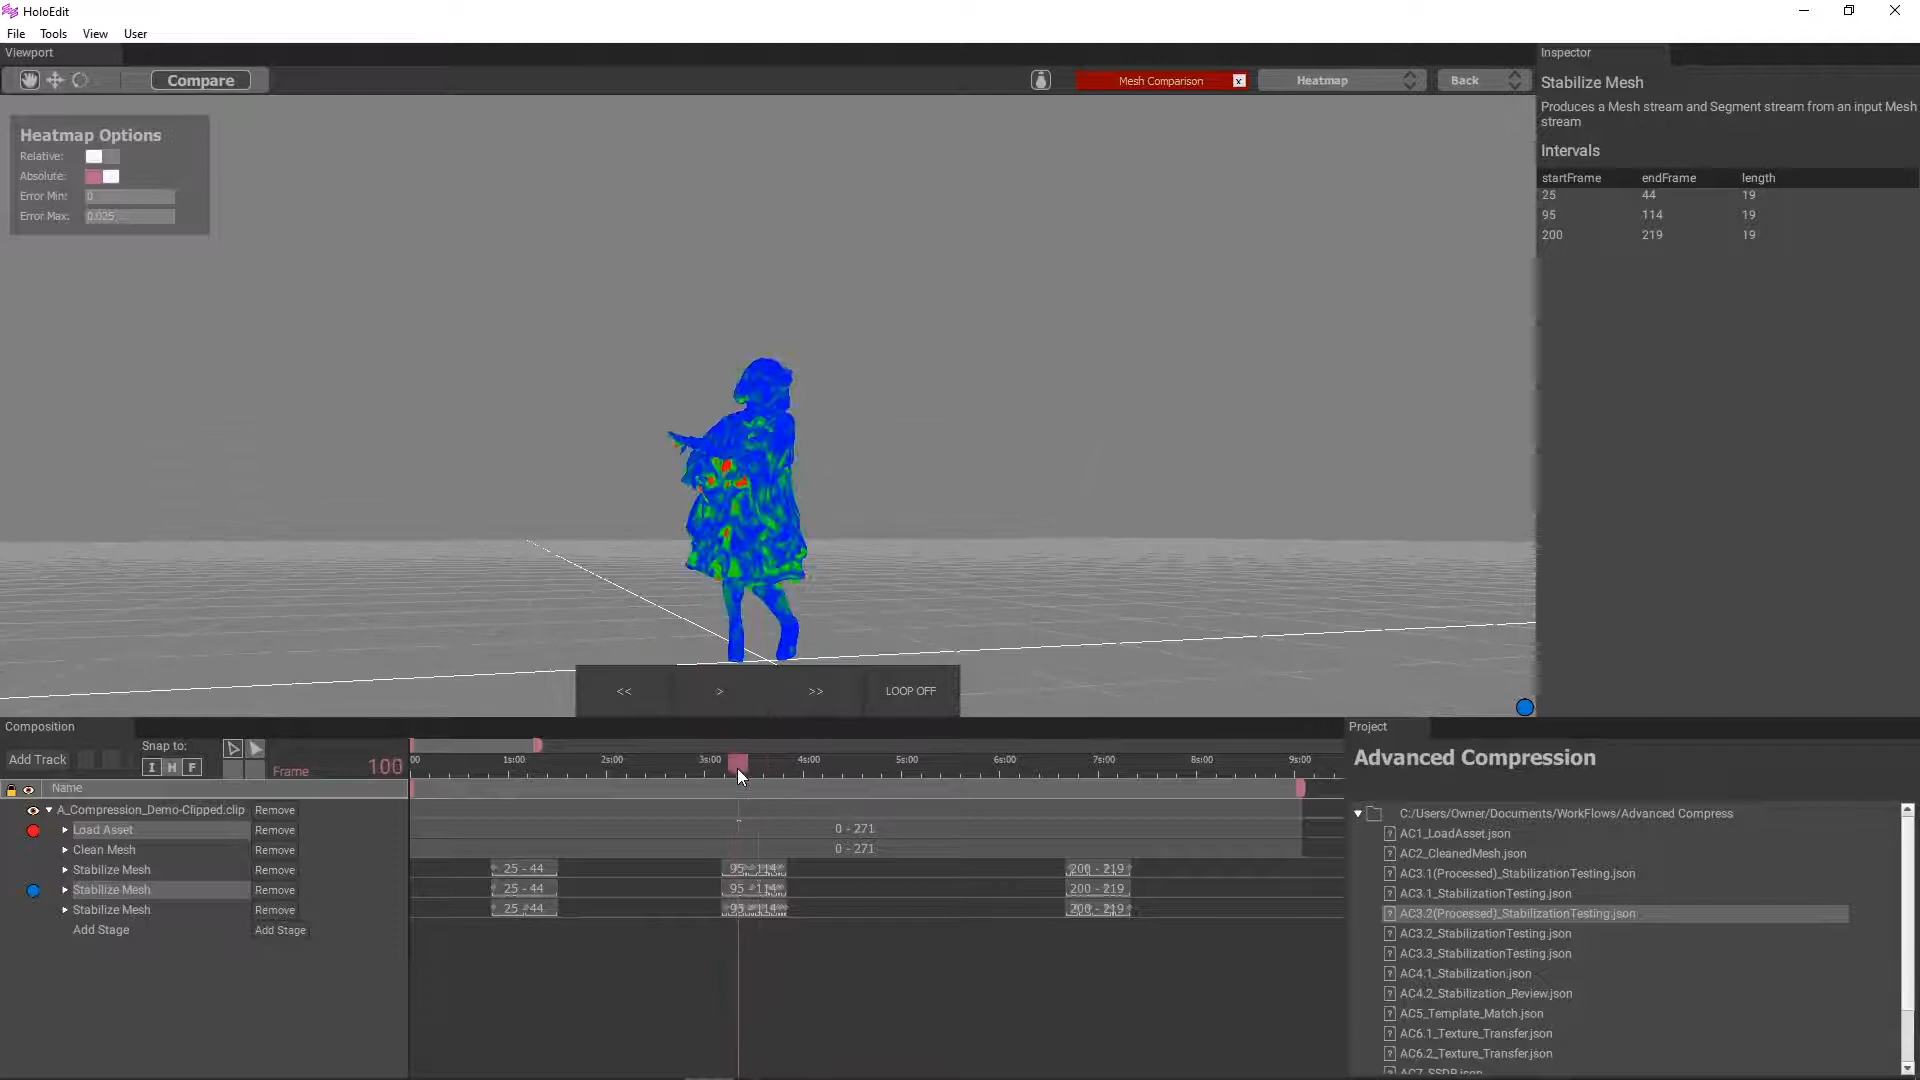 HoloEdit
File Tools View User
Viewport
Compare
Mesh Comparison x
Heatmap
Back
Heatmap Options
Relative:
Absolute:
Error Min: 0
Error Max: 0.025
<< > >> LOOP OFF
Inspector
Stabilize Mesh
Produces a Mesh stream and Segment stream from an input Mesh
stream
Intervals
startFrame endFrame length
25 44 19
95 114 19
200 219 19
Composition
Add Track
Snap to:
I H F
Frame 100
:00 1s:00 2s:00 3s:00 4s:00 5s:00 6s:00 7s:00 8s:00 9s:00
Name
A_Compression_Demo-Clipped.clip Remove
Load Asset Remove 0 - 271
Clean Mesh Remove 0 - 271
Stabilize Mesh Remove 25 - 44 95 - 114 200 - 219
Stabilize Mesh Remove 25 - 44 95 - 114 200 - 219
Stabilize Mesh Remove 25 - 44 95 - 114 200 - 219
Add Stage Add Stage
Project
Advanced Compression
C:/Users/Owner/Documents/WorkFlows/Advanced Compress
AC1_LoadAsset.json
AC2_CleanedMesh.json
AC3.1(Processed)_StabilizationTesting.json
AC3.1_StabilizationTesting.json
AC3.2(Processed)_StabilizationTesting.json
AC3.2_StabilizationTesting.json
AC3.3_StabilizationTesting.json
AC4.1_Stabilization.json
AC4.2_Stabilization_Review.json
AC5_Template_Match.json
AC6.1_Texture_Transfer.json
AC6.2_Texture_Transfer.json
AC7_SSDR.json